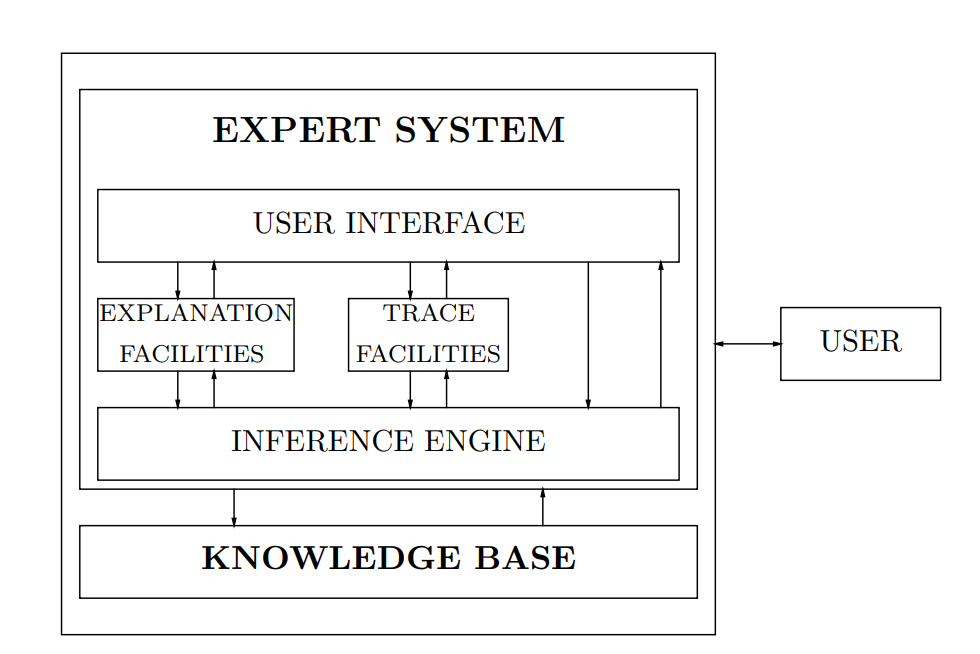 EXPERT SYSTEM
USER INTERFACE
EXPLANATION
FACILITIES
TRACE
FACILITIES
USER
INFERENCE ENGINE
KNOWLEDGE BASE